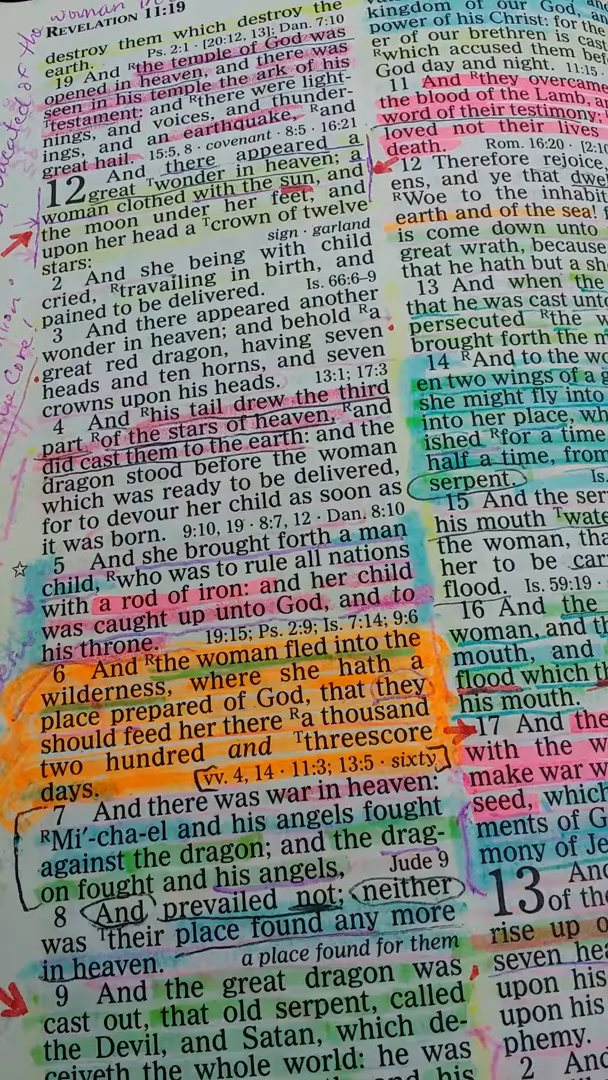 REVELATION 11:19
destroy them which destroy the
earth. Ps. 2:1 · [20:12, 13]; Dan. 7:10
19 And Rthe temple of God was
opened in heaven, and there was
seen in his temple the ark of his
Ttestament: and Rthere were light-
nings, and voices, and thunder-
ings, and an earthquake, Rand
great hail. 15:5, 8 · covenant · 8:5 · 16:21
12 And there appeared a
great Twonder in heaven; a
woman clothed with the sun, and
the moon under her feet, and
upon her head a Tcrown of twelve
stars: sign · garland
2 And she being with child
cried, Rtravailing in birth, and
pained to be delivered. Is. 66:6–9
3 And there appeared another
wonder in heaven; and behold Ra
great red dragon, having seven
heads and ten horns, and seven
crowns upon his heads. 13:1; 17:3
4 And Rhis tail drew the third
part Rof the stars of heaven, Rand
did cast them to the earth: and the
dragon stood before the woman
which was ready to be delivered,
for to devour her child as soon as
it was born. 9:10, 19 · 8:7, 12 · Dan. 8:10
5 And she brought forth a man
child, Rwho was to rule all nations
with a rod of iron: and her child
was caught up unto God, and to
his throne. 19:15; Ps. 2:9; Is. 7:14; 9:6
6 And Rthe woman fled into the
wilderness, where she hath a
place prepared of God, that they
should feed her there Ra thousand
two hundred and Tthreescore
days. vv. 4, 14 · 11:3; 13:5 · sixty
7 And there was war in heaven:
RMi′-cha-el and his angels fought
against the dragon; and the drag-
on fought and his angels, Jude 9
8 And prevailed not; neither
was Ttheir place found any more
in heaven. a place found for them
9 And the great dragon was
cast out, that old serpent, called
the Devil, and Satan, which de-
ceiveth the whole world: he was
kingdom of our God, an
power of his Christ: for the
er of our brethren is cast
Rwhich accused them bef
God day and night. 11:15
11 And Rthey overcame
the blood of the Lamb, a
word of their testimony;
loved not their lives
death. Rom. 16:20 · [2:10
12 Therefore rejoice,
ens, and ye that dwe
RWoe to the inhabit
earth and of the sea! f
is come down unto
great wrath, because
that he hath but a sh
13 And when the
that he was cast unto
persecuted Rthe w
brought forth the m
14 RAnd to the wo
en two wings of a g
she might fly into
into her place, wh
ished Rfor a time
half a time, from
serpent. Is.
15 And the ser
his mouth Twate
the woman, tha
her to be car
flood. Is. 59:19 ·
16 And the
woman, and th
mouth, and
flood which th
his mouth.
17 And the
with the w
make war w
seed, which
ments of G
mony of Je
13 And
of the
rise up o
seven hea
upon his
upon his
phemy.
2 And